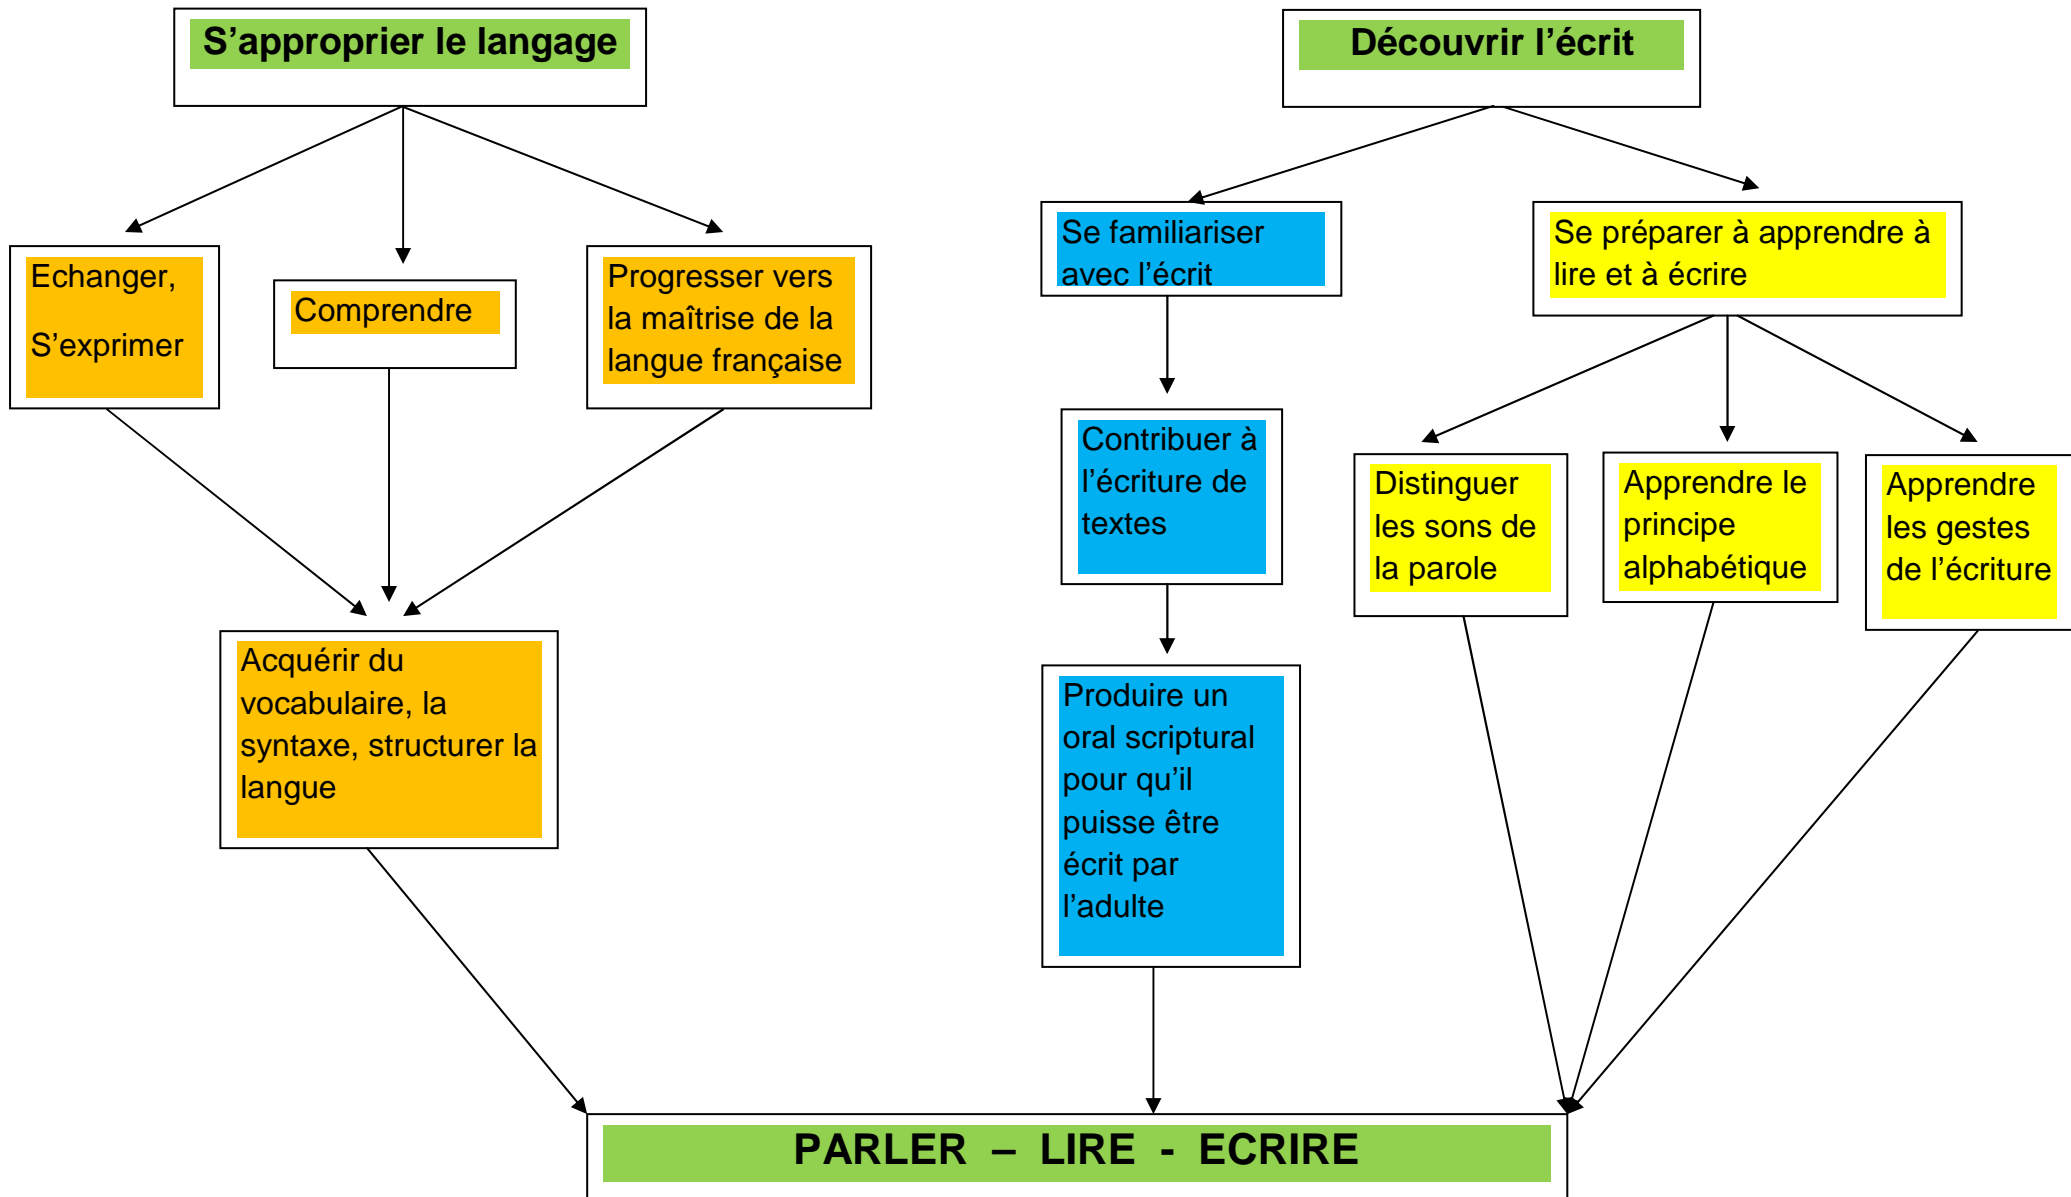 S’approprier le langage
Découvrir l’écrit
Echanger,
S’exprimer
Comprendre
Progresser vers
la maîtrise de la
langue française
Se familiariser
avec l’écrit
Se préparer à apprendre à
lire et à écrire
Contribuer à
l’écriture de
textes
Distinguer
les sons de
la parole
Apprendre le
principe
alphabétique
Apprendre
les gestes
de l’écriture
Acquérir du
vocabulaire, la
syntaxe, structurer la
langue
Produire un
oral scriptural
pour qu’il
puisse être
écrit par
l’adulte
PARLER – LIRE - ECRIRE